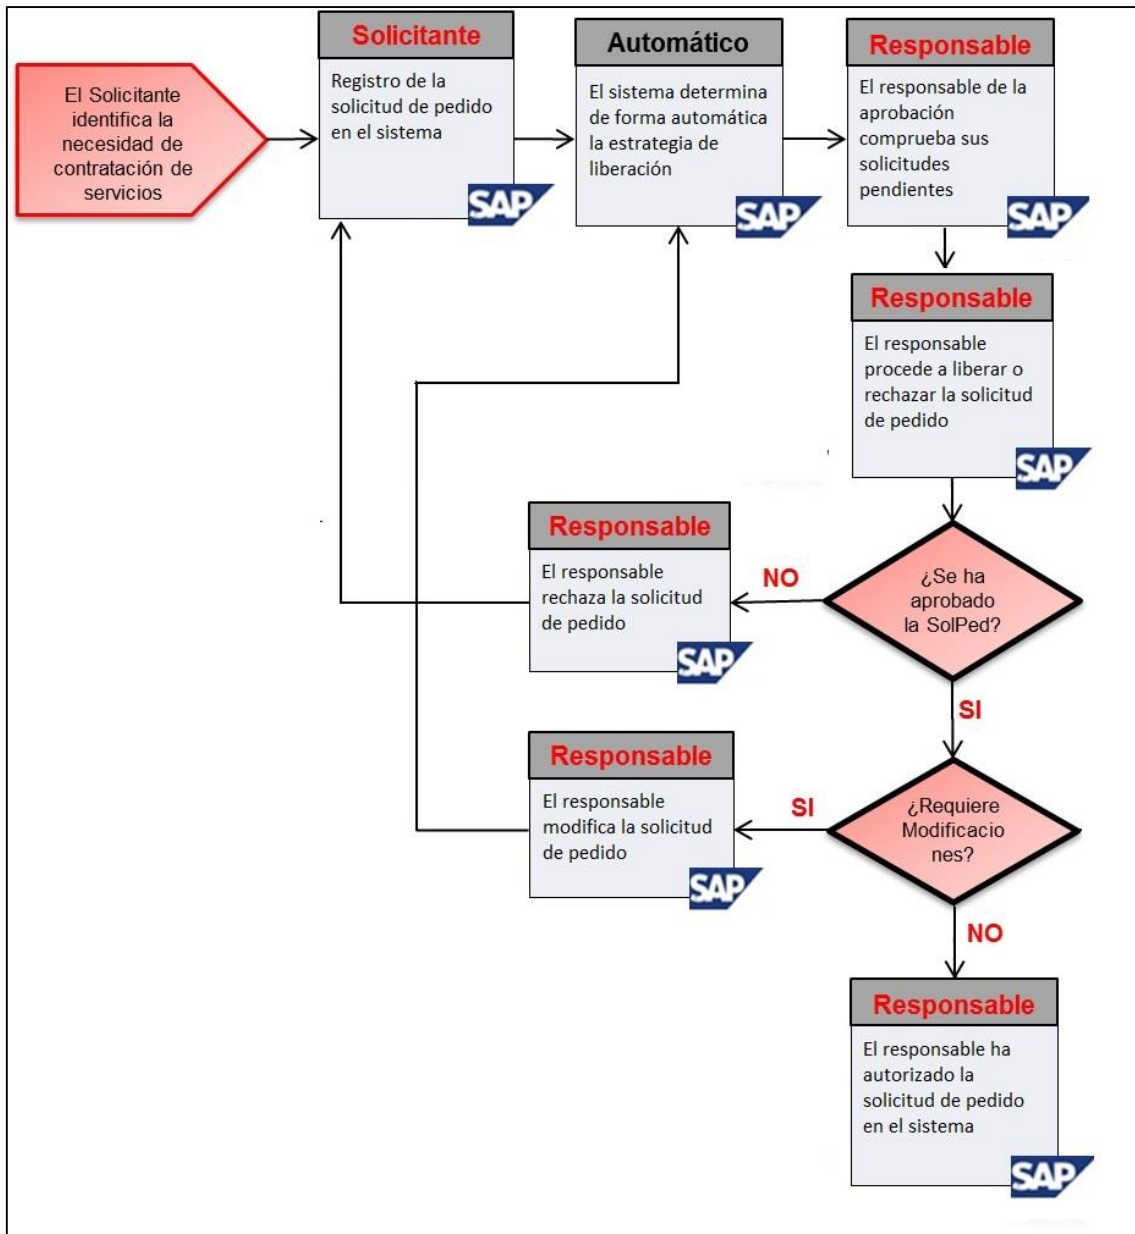 El Solicitante
identifica la
necesidad de
contratación de
servicios
Solicitante
Registro de la
solicitud de pedido
en el sistema
SAP
Automático
El sistema determina
de forma automática
la estrategia de
liberación
SAP
Responsable
El responsable de la
aprobación
comprueba sus
solicitudes
pendientes
SAP
Responsable
El responsable
procede a liberar o
rechazar la solicitud
de pedido
SAP
¿Se ha
aprobado
la SolPed?
NO
Responsable
El responsable
rechaza la solicitud
de pedido
SAP
SI
¿Requiere
Modificacio
nes?
SI
Responsable
El responsable
modifica la solicitud
de pedido
SAP
NO
Responsable
El responsable ha
autorizado la
solicitud de pedido
en el sistema
SAP